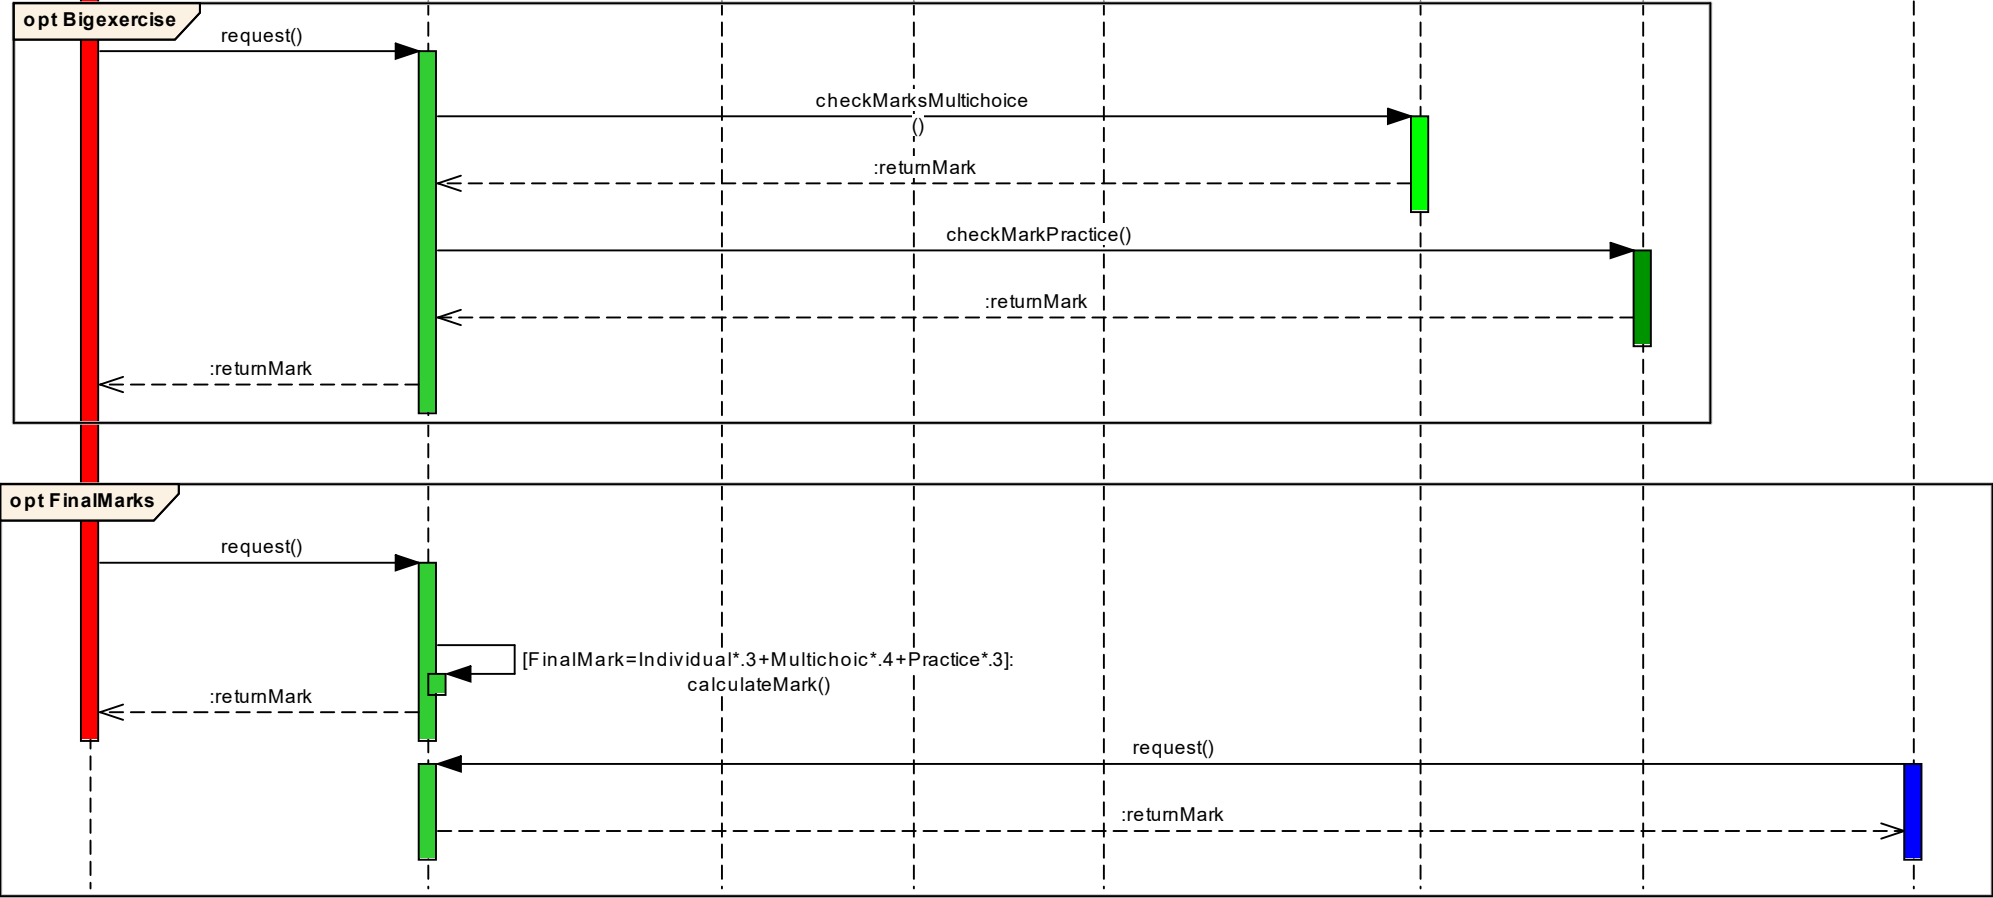 opt Bigexercise
request()
checkMarksMultichoice
()
:returnMark
checkMarkPractice()
:returnMark
:returnMark
opt FinalMarks
request()
[FinalMark=Individual*.3+Multichoic*.4+Practice*.3]:
calculateMark()
:returnMark
request()
:returnMark